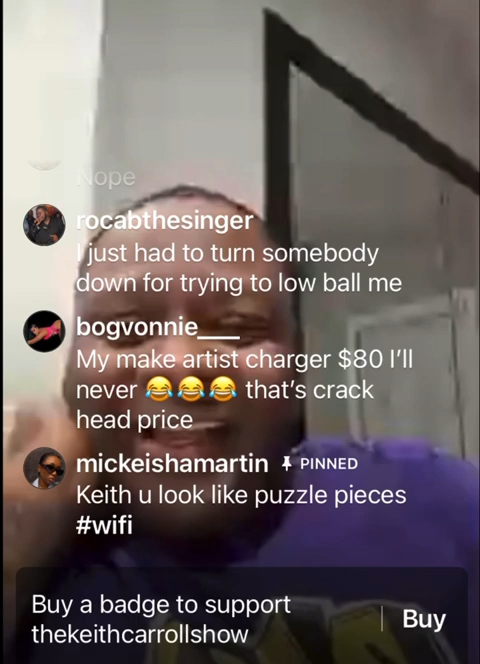 Nope
rocabthesinger
I just had to turn somebody
down for trying to low ball me
bogvonnie___
My make artist charger $80 I'll
never 😂😂😂 that's crack
head price
mickeishamartin PINNED
Keith u look like puzzle pieces
#wifi
Buy a badge to support
thekeithcarrollshow
Buy